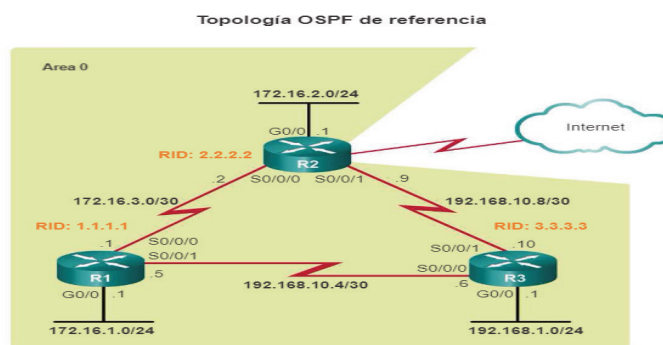 Topología OSPF de referencia
Area 0
172.16.2.0/24
G0/0 .1
Internet
RID: 2.2.2.2
R2
.2 S0/0/0 S0/0/1 .9
172.16.3.0/30
192.168.10.8/30
RID: 1.1.1.1
RID: 3.3.3.3
.1 S0/0/0
S0/0/1 .10
S0/0/1
S0/0/0
R1
.5
.6
R3
G0/0 .1
192.168.10.4/30
G0/0 .1
172.16.1.0/24
192.168.1.0/24